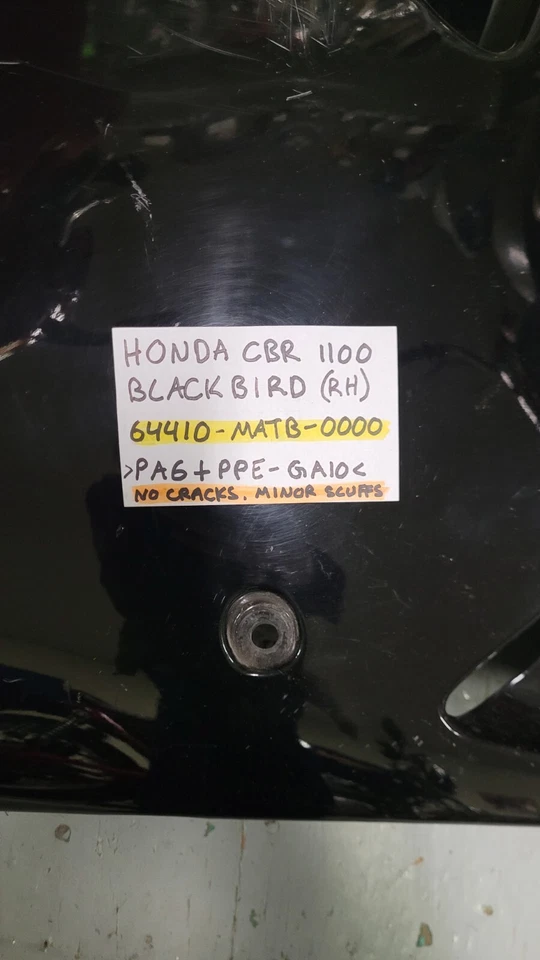 HONDA CBR 1100
BLACKBIRD (RH)
64410-MATB-0000
>PA6+PPE-GA10<
NO CRACKS. MINOR SCUFFS